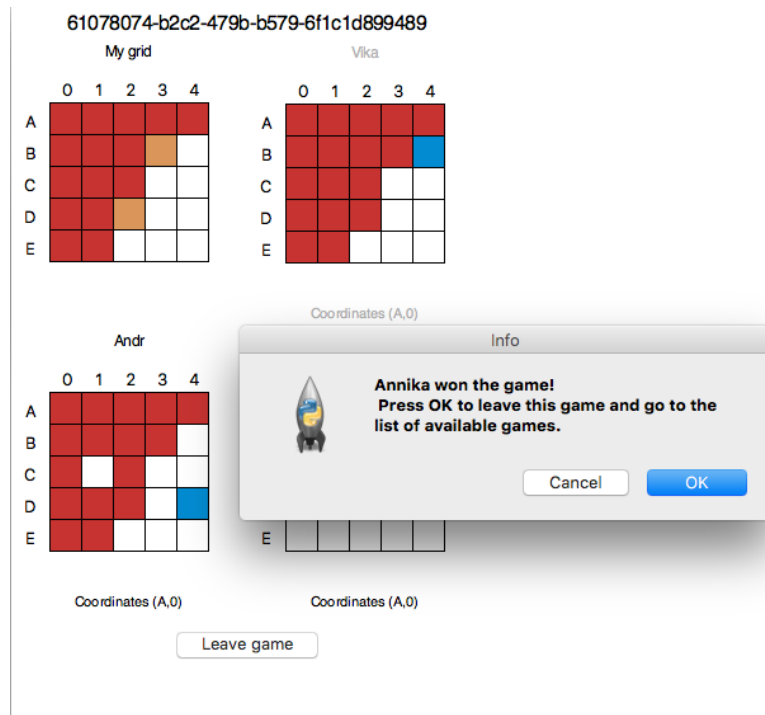 61078074-b2c2-479b-b579-6f1c1d899489
My grid
Vika
0 1 2 3 4
0 1 2 3 4
A
A
B
B
C
C
D
D
E
E
Coordinates (A,0)
Andr
Info
0 1 2 3 4
Annika won the game!
Press OK to leave this game and go to the
list of available games.
A
B
C
D
E
Cancel
OK
E
Coordinates (A,0)
Coordinates (A,0)
Leave game